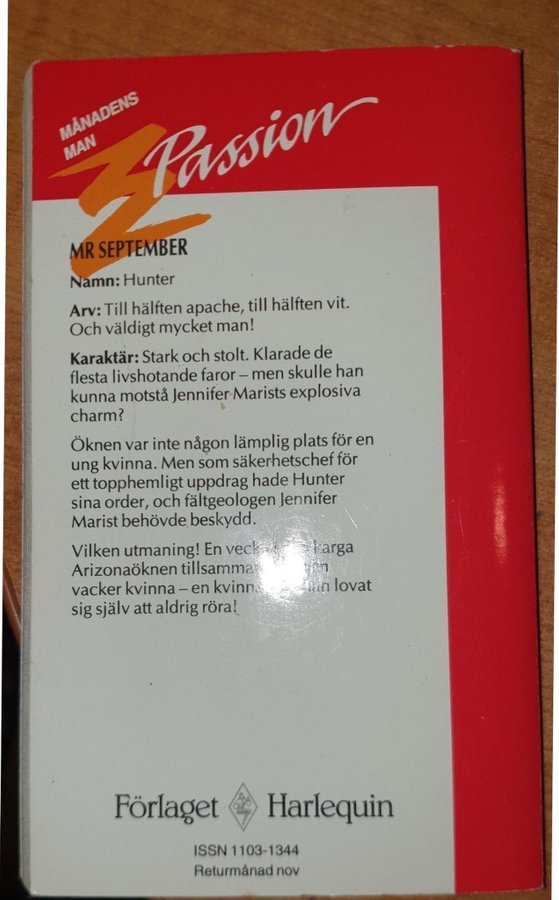 MÅNADENS
MAN
Passion
MR SEPTEMBER
Namn: Hunter
Arv: Till hälften apache, till hälften vit.
Och väldigt mycket man!
Karaktär: Stark och stolt. Klarade de
flesta livshotande faror – men skulle han
kunna motstå Jennifer Marists explosiva
charm?
Öknen var inte någon lämplig plats för en
ung kvinna. Men som säkerhetschef för
ett topphemligt uppdrag hade Hunter
sina order, och fältgeologen Jennifer
Marist behövde beskydd.
Vilken utmaning! En karga
Arizonaöknen
vacker kvinna – en lovat
sig själv att aldrig röra!
Förlaget Harlequin
ISSN 1103-1344
Returmånad nov